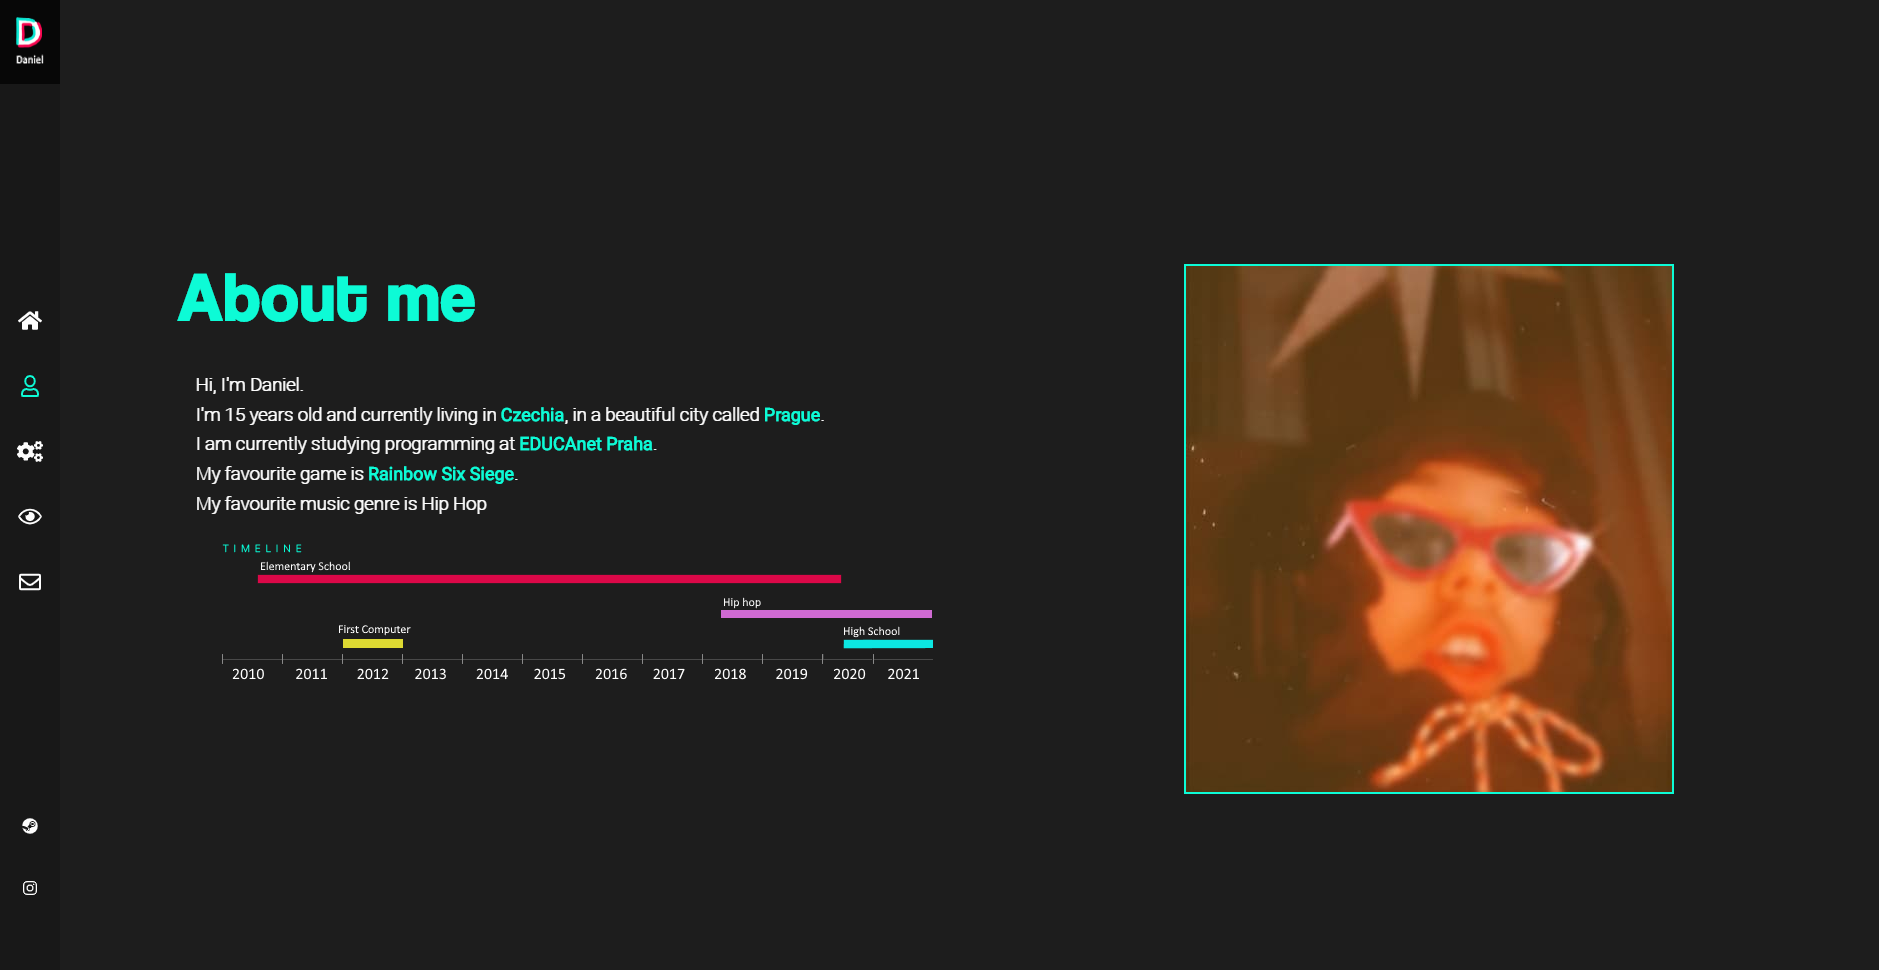 D
Daniel
About me
Hi, I'm Daniel.
I'm 15 years old and currently living in Czechia, in a beautiful city called Prague.
I am currently studying programming at EDUCAnet Praha.
My favourite game is Rainbow Six Siege.
My favourite music genre is Hip Hop
TIMELINE
Elementary School
Hip hop
First Computer
High School
2010 2011 2012 2013 2014 2015 2016 2017 2018 2019 2020 2021